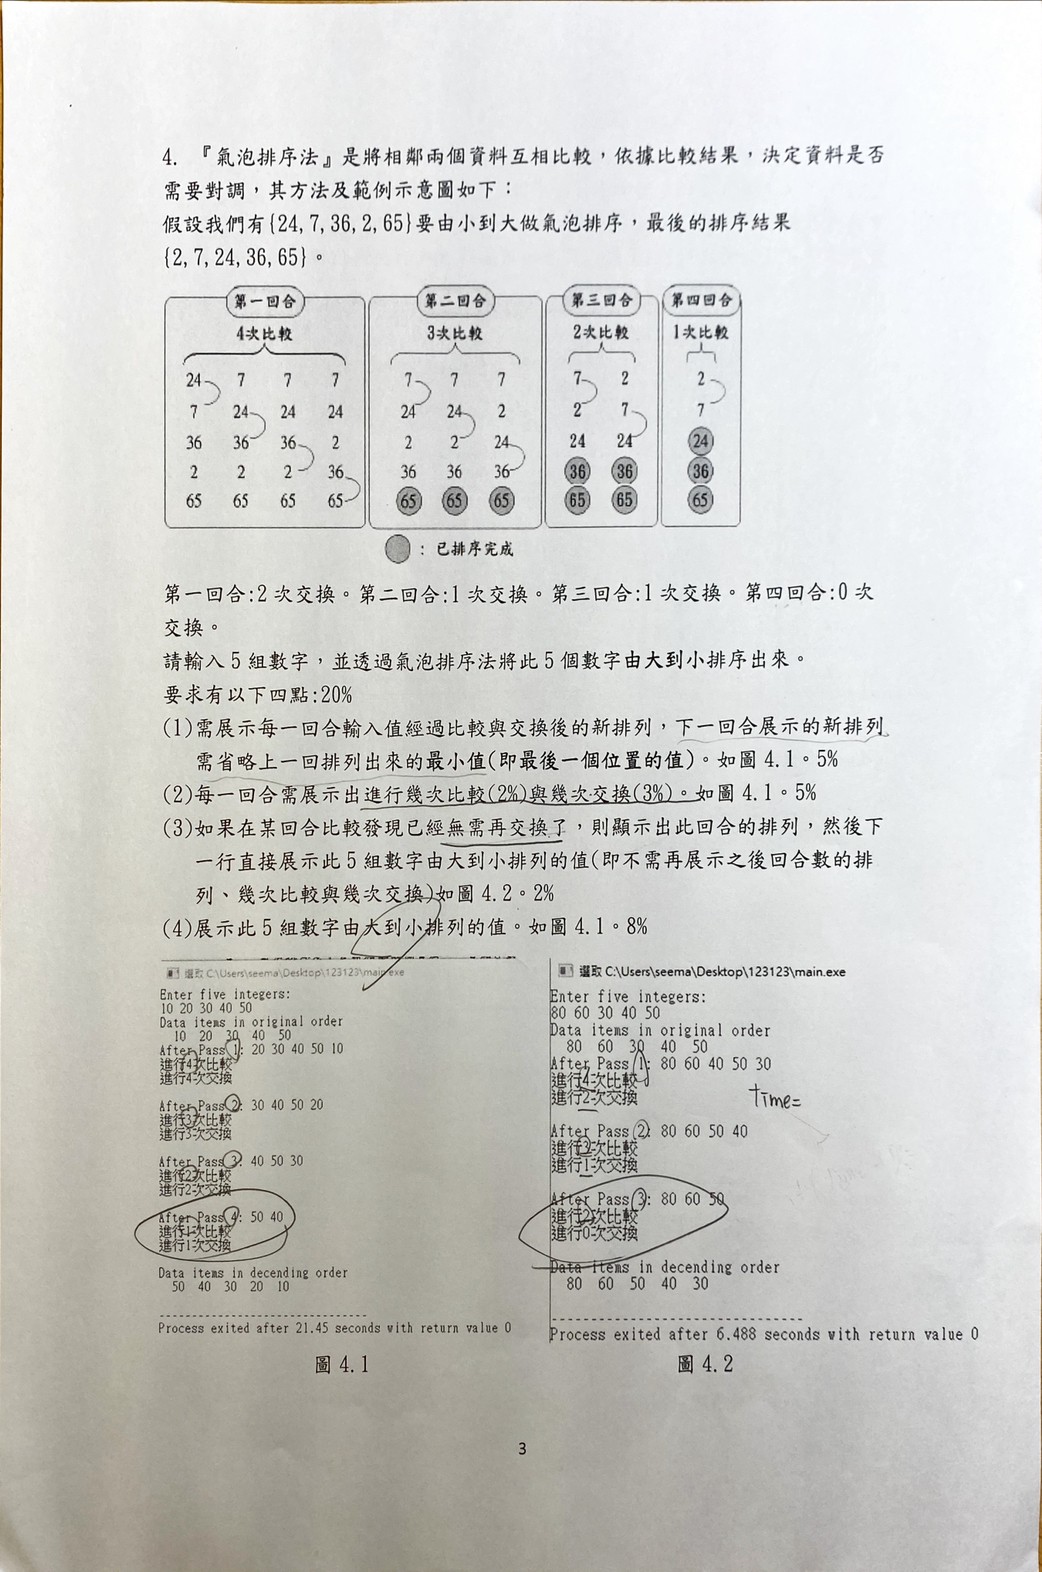 4. 『氣泡排序法』是將相鄰兩個資料互相比較，依據比較結果，決定資料是否
需要對調，其方法及範例示意圖如下：
假設我們有{24,7,36,2,65}要由小到大做氣泡排序，最後的排序結果
{2,7,24,36,65}。
第一回合 第二回合 第三回合 第四回合
4次比較 3次比較 2次比較 1次比較
24 7 7 7 7 7 7 7 2 2
7 24 24 24 24 24 2 2 7 7
36 36 36 2 2 2 24 24 24 24
2 2 2 36 36 36 36 36 36 36
65 65 65 65 65 65 65 65 65 65
：已排序完成
第一回合:2 次交換。第二回合:1 次交換。第三回合:1 次交換。第四回合:0 次
交換。
請輸入 5 組數字，並透過氣泡排序法將此 5 個數字由大到小排序出來。
要求有以下四點:20%
(1)需展示每一回合輸入值經過比較與交換後的新排列，下一回合展示的新排列
需省略上一回排列出來的最小值(即最後一個位置的值)。如圖 4.1。5%
(2)每一回合需展示出進行幾次比較(2%)與幾次交換(3%)。如圖 4.1。5%
(3)如果在某回合比較發現已經無需再交換了，則顯示出此回合的排列，然後下
一行直接展示此 5 組數字由大到小排列的值(即不需再展示之後回合數的排
列、幾次比較與幾次交換)如圖 4.2。2%
(4)展示此 5 組數字由大到小排列的值。如圖 4.1。8%
選取 C:\Users\seema\Desktop\123123\main.exe
Enter five integers:
10 20 30 40 50
Data items in original order
10 20 30 40 50
After Pass 1: 20 30 40 50 10
進行4次比較
進行4次交換
After Pass 2: 30 40 50 20
進行3次比較
進行3次交換
After Pass 3: 40 50 30
進行2次比較
進行2次交換
After Pass 4: 50 40
進行1次比較
進行1次交換
Data items in decending order
50 40 30 20 10
--------------------------------
Process exited after 21.45 seconds with return value 0
圖 4.1
選取 C:\Users\seema\Desktop\123123\main.exe
Enter five integers:
80 60 30 40 50
Data items in original order
80 60 30 40 50
After Pass 1: 80 60 40 50 30
進行4次比較
進行2次交換
time=
After Pass 2: 80 60 50 40
進行3次比較
進行1次交換
After Pass 3: 80 60 50
進行2次比較
進行0次交換
Data items in decending order
80 60 50 40 30
--------------------------------
Process exited after 6.488 seconds with return value 0
圖 4.2
3